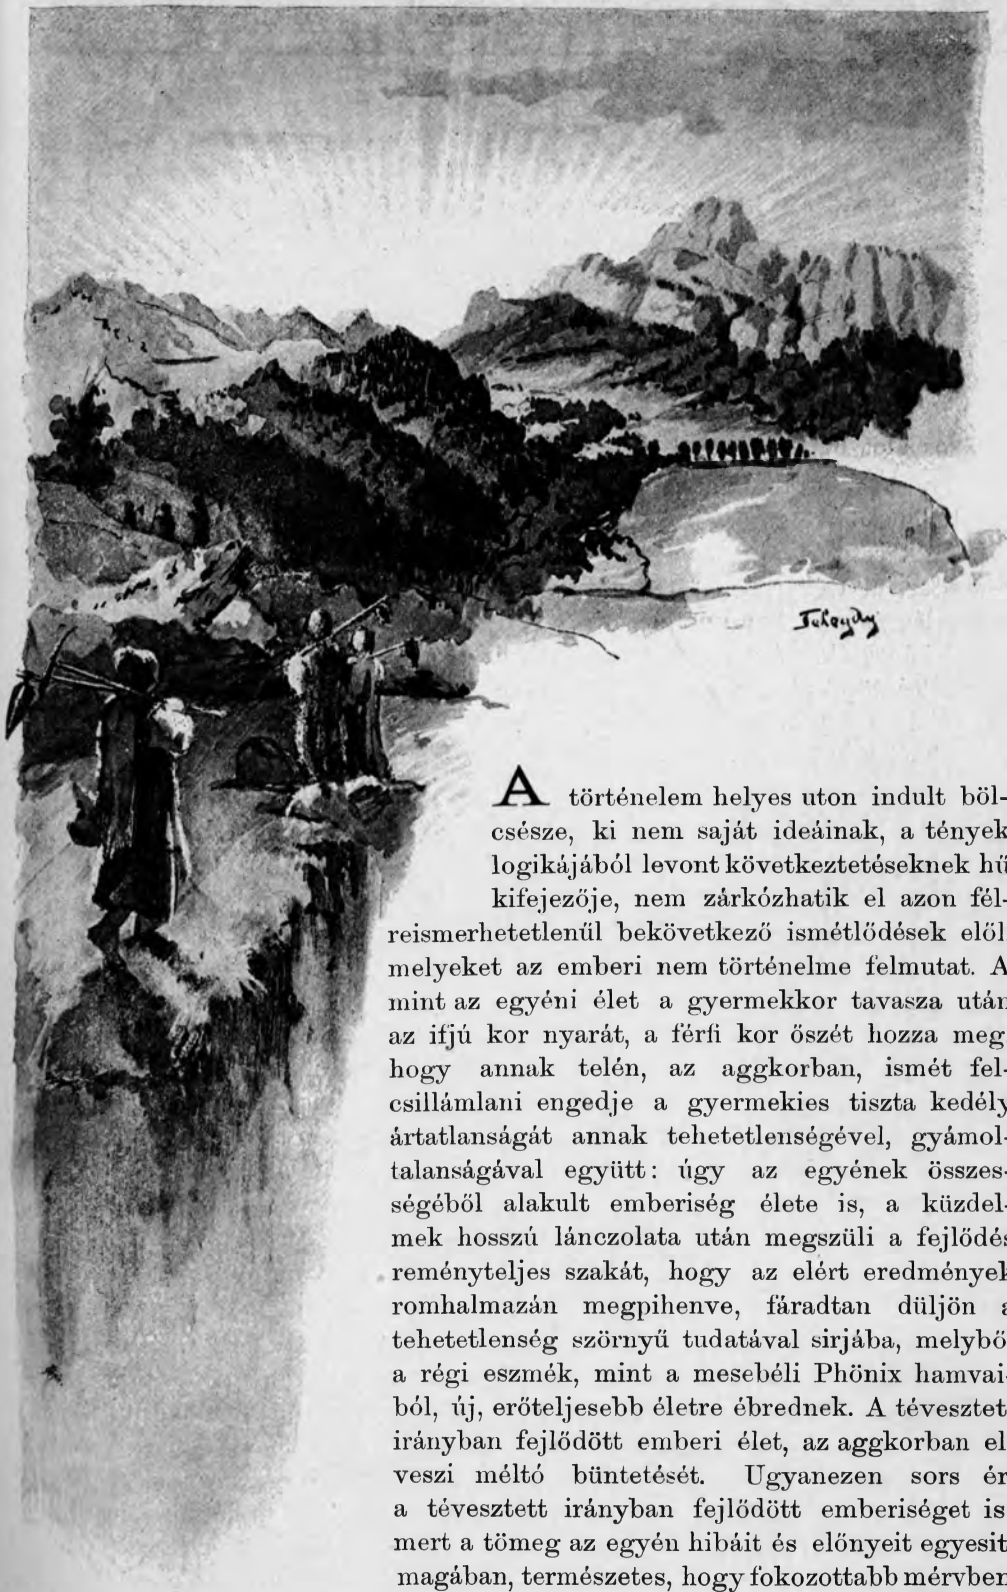 A történelem helyes uton indult böl-
csésze, ki nem saját ideáinak, a tények
logikájából levont következtetéseknek hű
kifejezője, nem zárkózhatik el azon fél-
reismerhetetlenűl bekövetkező ismétlődések elől
melyeket az emberi nem történelme felmutat. A
mint az egyéni élet a gyermekkor tavasza után
az ifjú kor nyarát, a férfi kor őszét hozza meg
hogy annak telén, az aggkorban, ismét fel-
csillámlani engedje a gyermekies tiszta kedély
ártatlanságát annak tehetetlenségével, gyámol-
talanságával együtt: úgy az egyének összes-
ségéből alakult emberiség élete is, a küzdel-
mek hosszú lánczolata után megszüli a fejlődés
reményteljes szakát, hogy az elért eredmények
romhalmazán megpihenve, fáradtan düljön a
tehetetlenség szörnyű tudatával sirjába, melybő
a régi eszmék, mint a mesebéli Phönix hamvai-
ból, új, erőteljesebb életre ébrednek. A tévesztet
irányban fejlődött emberi élet, az aggkorban el
veszi méltó büntetését. Ugyanezen sors ér
a tévesztett irányban fejlődött emberiséget is
mert a tömeg az egyén hibáit és előnyeit egyesit
magában, természetes, hogy fokozottabb mérvben